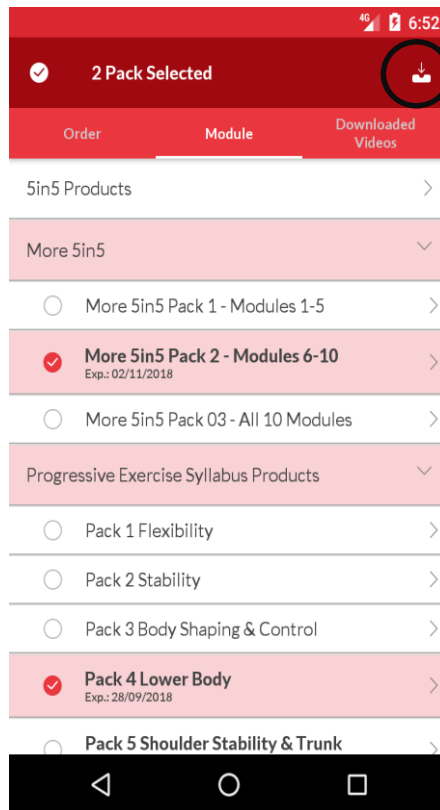 4G 6:52
2 Pack Selected
Order Module Downloaded Videos
5in5 Products
More 5in5
More 5in5 Pack 1 - Modules 1-5
More 5in5 Pack 2 - Modules 6-10
Exp.: 02/11/2018
More 5in5 Pack 03 - All 10 Modules
Progressive Exercise Syllabus Products
Pack 1 Flexibility
Pack 2 Stability
Pack 3 Body Shaping & Control
Pack 4 Lower Body
Exp.: 28/09/2018
Pack 5 Shoulder Stability & Trunk